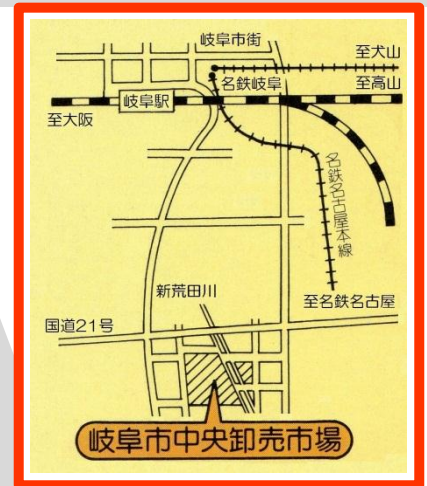 岐阜市街
至犬山
名鉄岐阜
至高山
岐阜駅
至大阪
名鉄名古屋本線
新荒田川
至名鉄名古屋
国道21号
岐阜市中央卸売市場